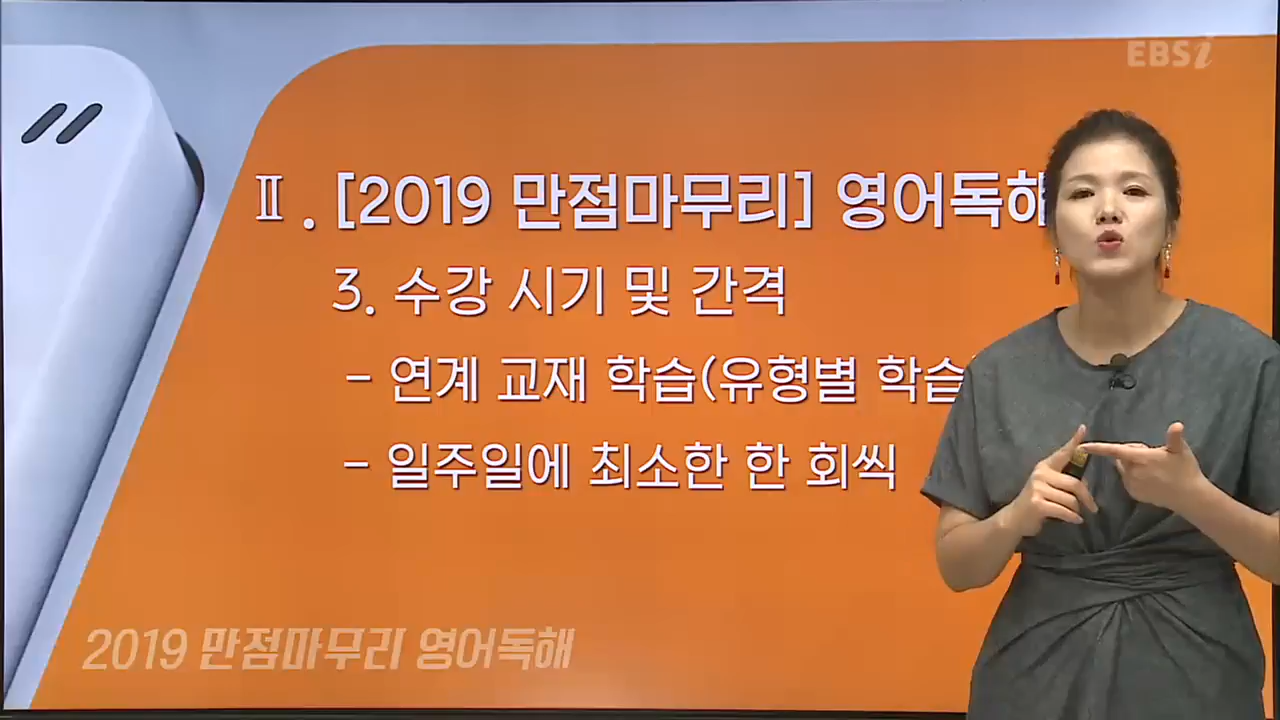 EBSi
Ⅱ. [2019 만점마무리] 영어독해
3. 수강 시기 및 간격
- 연계 교재 학습(유형별 학습
- 일주일에 최소한 한 회씩
2019 만점마무리 영어독해